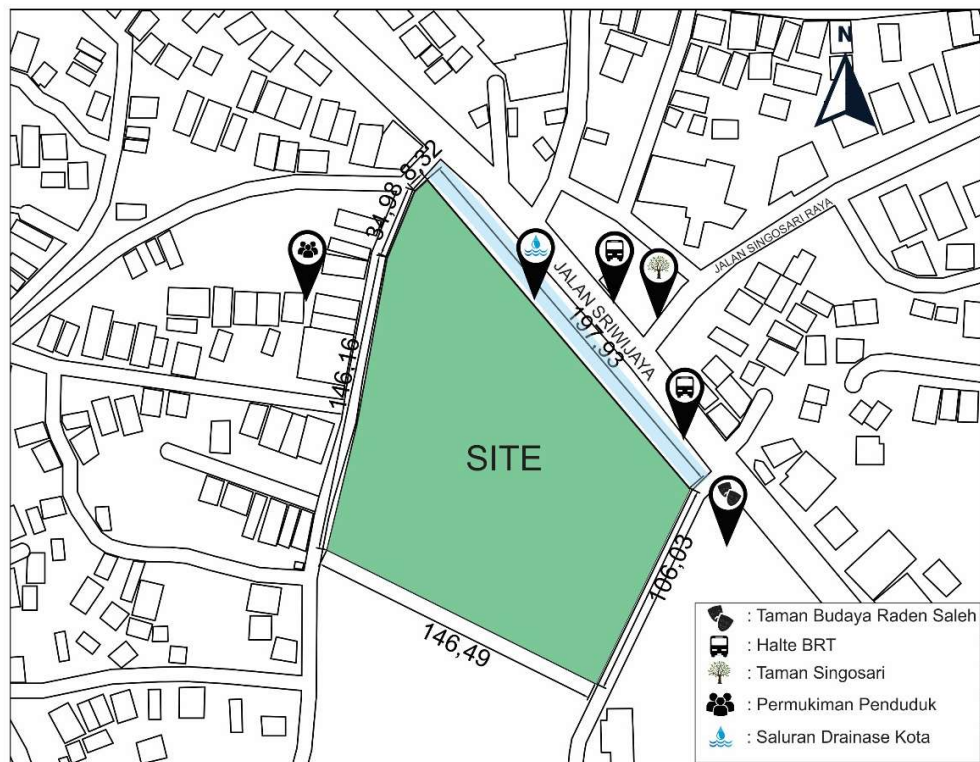 N
8,32
34,98
JALAN SINGOSARI RAYA
JALAN SRIWIJAYA
197,93
146,16
SITE
106,03
146,49
: Taman Budaya Raden Saleh
: Halte BRT
: Taman Singosari
: Permukiman Penduduk
: Saluran Drainase Kota